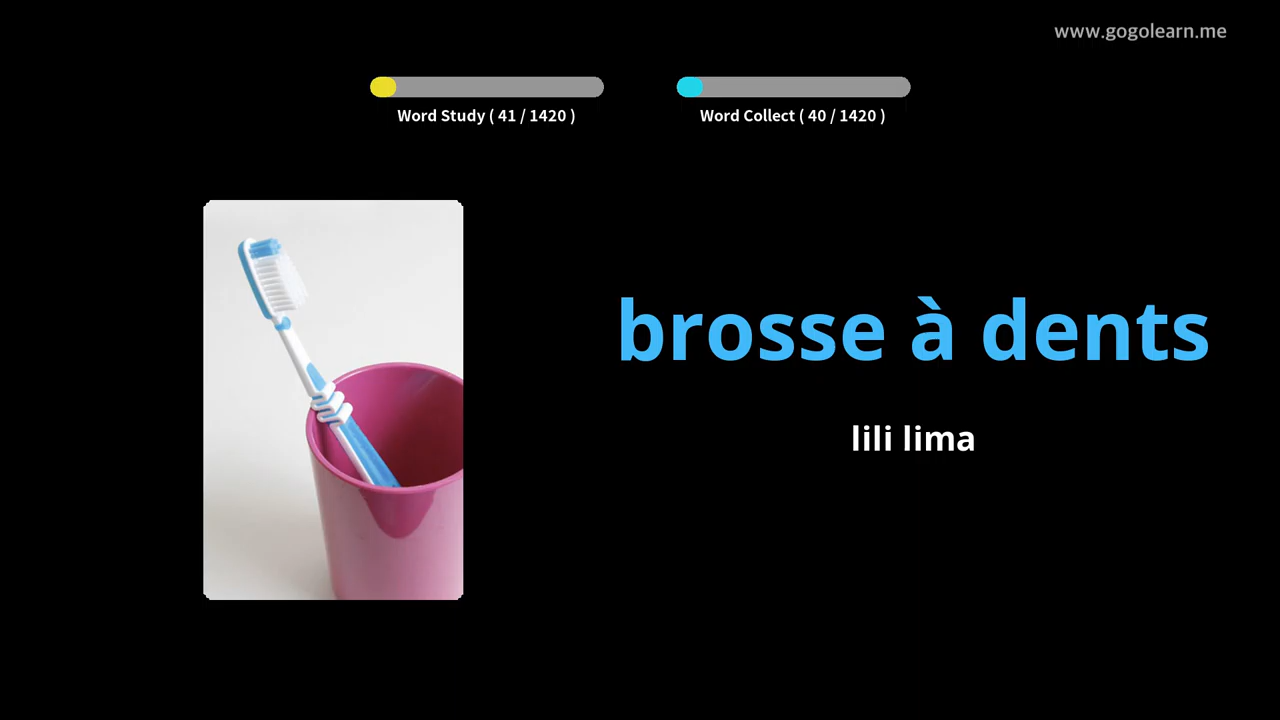 www.gogolearn.me
Word Study ( 41 / 1420 )
Word Collect ( 40 / 1420 )
brosse à dents
lili lima